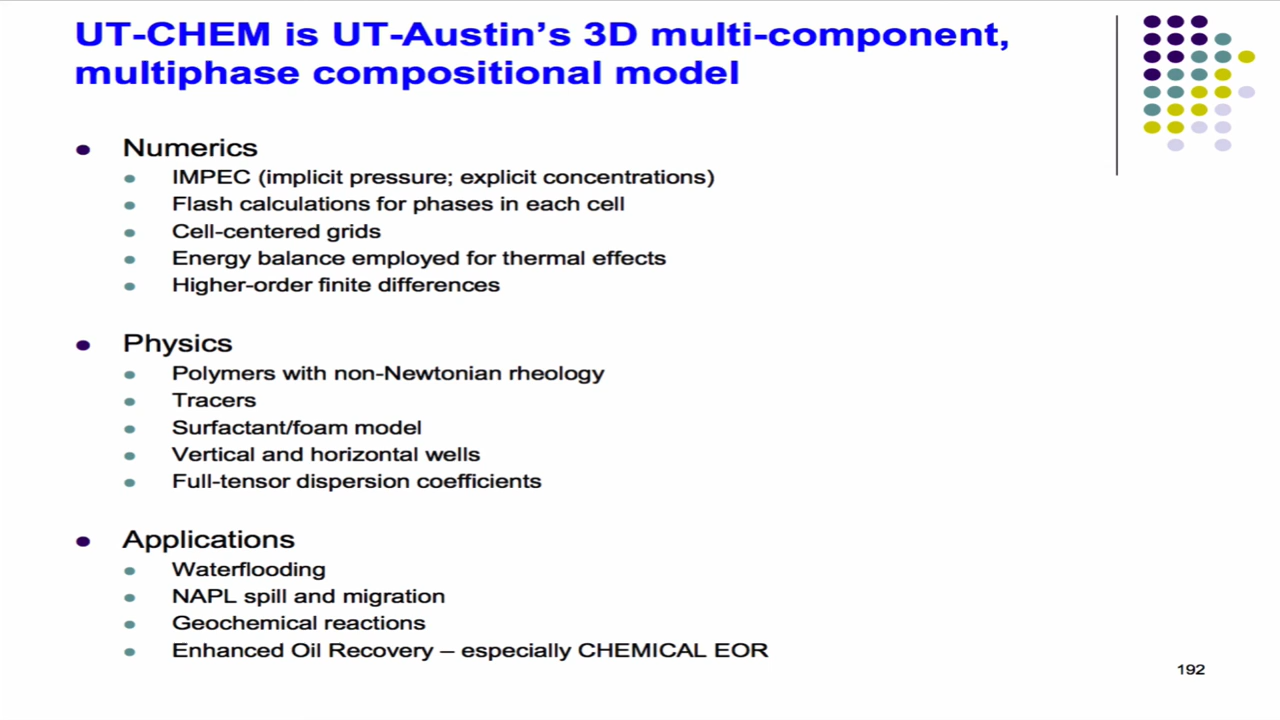 UT-CHEM is UT-Austin's 3D multi-component,
multiphase compositional model
Numerics
IMPEC (implicit pressure; explicit concentrations)
Flash calculations for phases in each cell
Cell-centered grids
Energy balance employed for thermal effects
Higher-order finite differences
Physics
Polymers with non-Newtonian rheology
Tracers
Surfactant/foam model
Vertical and horizontal wells
Full-tensor dispersion coefficients
Applications
Waterflooding
NAPL spill and migration
Geochemical reactions
Enhanced Oil Recovery – especially CHEMICAL EOR
192